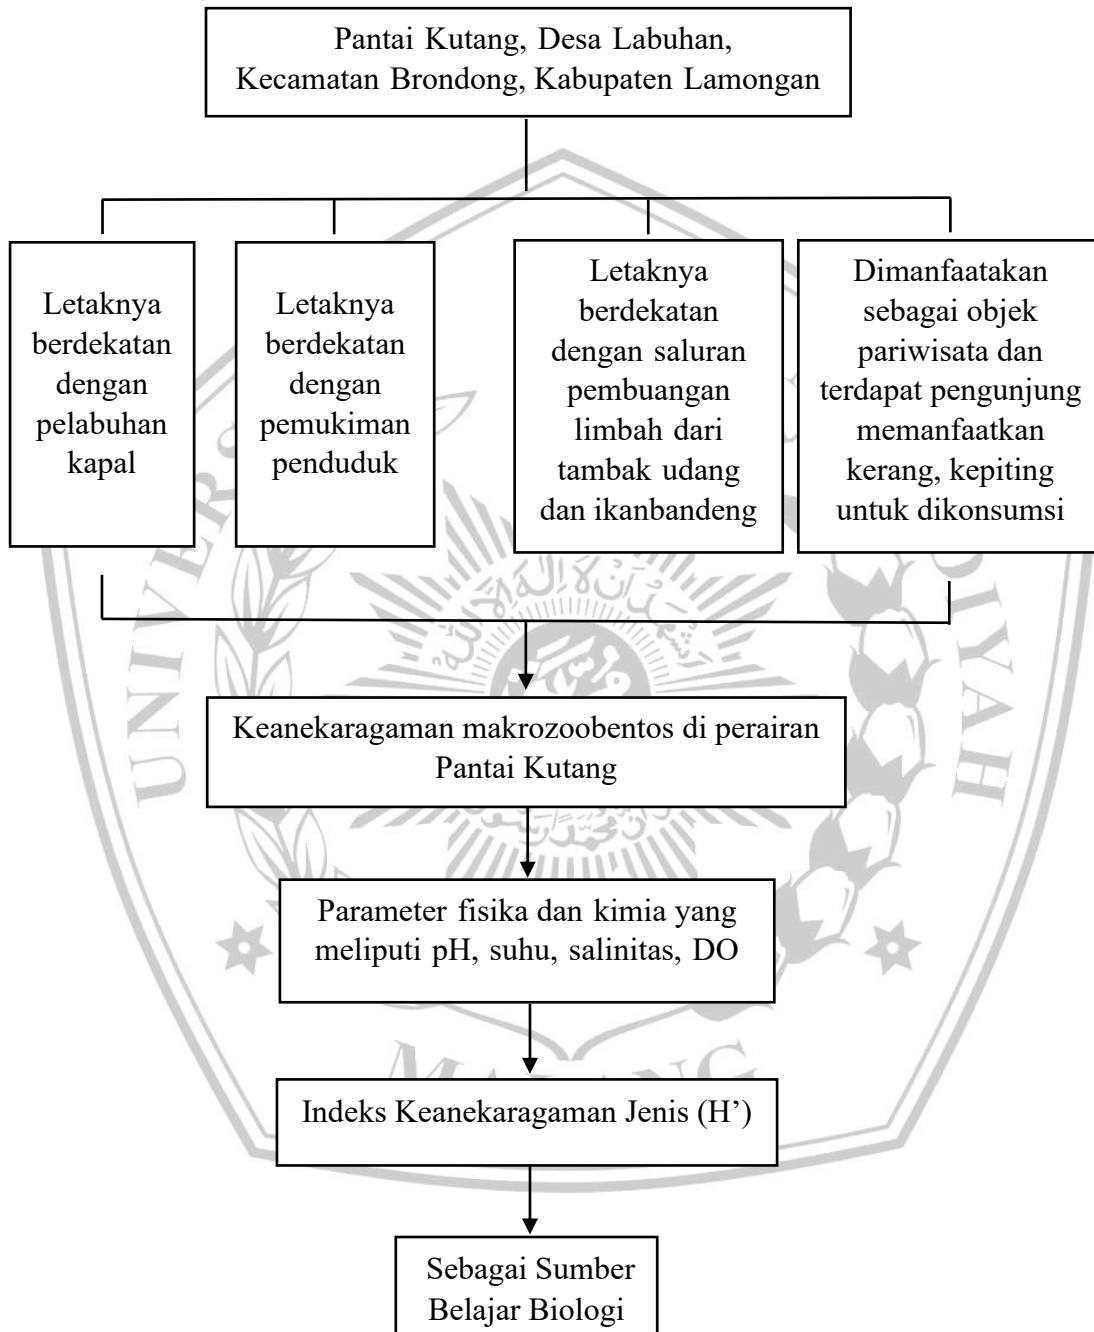 Pantai Kutang, Desa Labuhan,
Kecamatan Brondong, Kabupaten Lamongan
Letaknya
berdekatan
dengan
pelabuhan
kapal
Letaknya
berdekatan
dengan
pemukiman
penduduk
Letaknya
berdekatan
dengan saluran
pembuangan
limbah dari
tambak udang
dan ikanbandeng
Dimanfaatakan
sebagai objek
pariwisata dan
terdapat pengunjung
memanfaatkan
kerang, kepiting
untuk dikonsumsi
Keanekaragaman makrozoobentos di perairan
Pantai Kutang
Parameter fisika dan kimia yang
meliputi pH, suhu, salinitas, DO
Indeks Keanekaragaman Jenis (H’)
Sebagai Sumber
Belajar Biologi